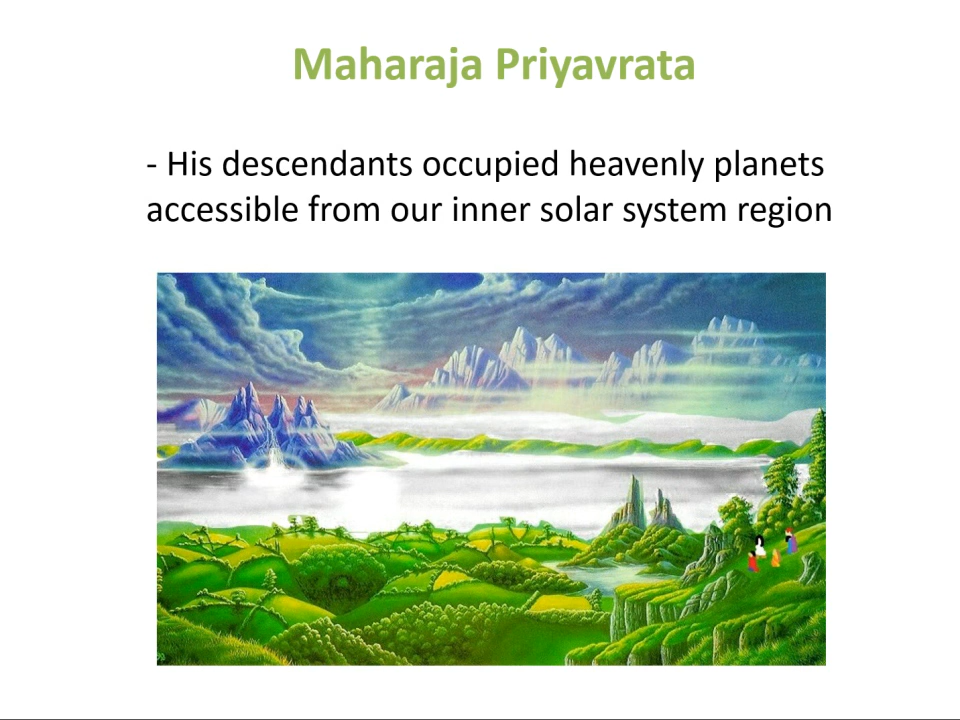 Maharaja Priyavrata
- His descendants occupied heavenly planets
accessible from our inner solar system region